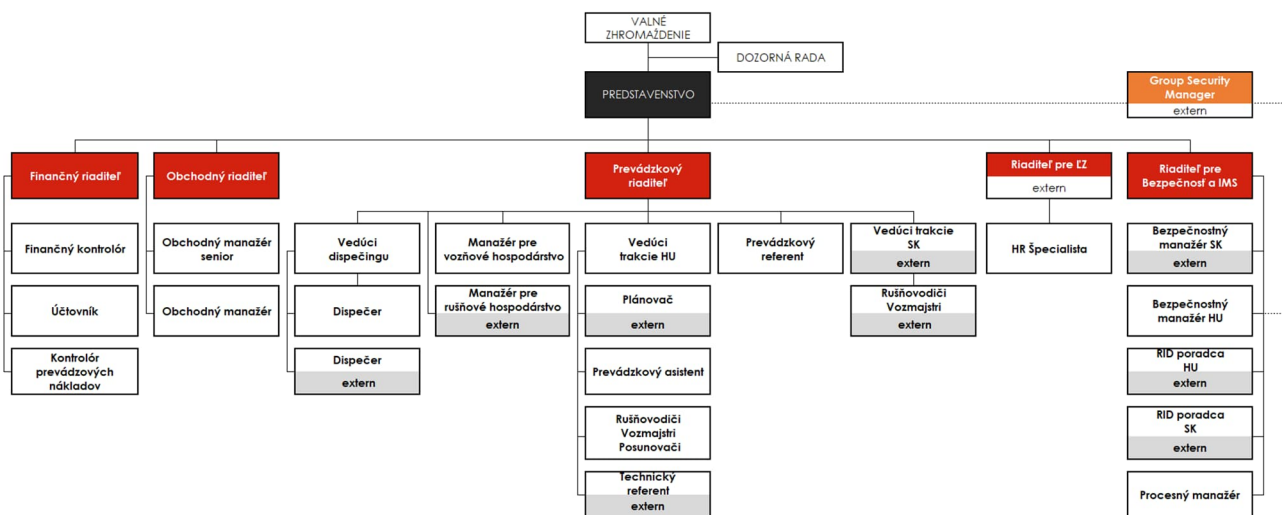 VALNÉ
ZHROMAŽDENIE
DOZORNÁ RADA
PREDSTAVENSTVO
Group Security
Manager
extern
Finančný riaditeľ
Obchodný riaditeľ
Prevádzkový
riaditeľ
Riaditeľ pre ĽZ
extern
Riaditeľ pre
Bezpečnosť a IMS
Finančný kontrolór
Obchodný manažér
senior
Vedúci
dispečingu
Manažér pre
vozňové hospodárstvo
Vedúci
trakcie HU
Prevádzkový
referent
Vedúci trakcie
SK
extern
HR Špecialista
Bezpečnostný
manažér SK
extern
Účtovník
Obchodný manažér
Dispečer
Manažér pre
rušňové hospodárstvo
extern
Plánovač
extern
Rušňovodiči
Vozmajstri
extern
Bezpečnostný
manažér HU
Kontrolór
prevádzových
nákladov
Dispečer
extern
Prevádzkový asistent
RID poradca
HU
extern
Rušňovodiči
Vozmajstri
Posunovači
RID poradca
SK
extern
Technický
referent
extern
Procesný manažér